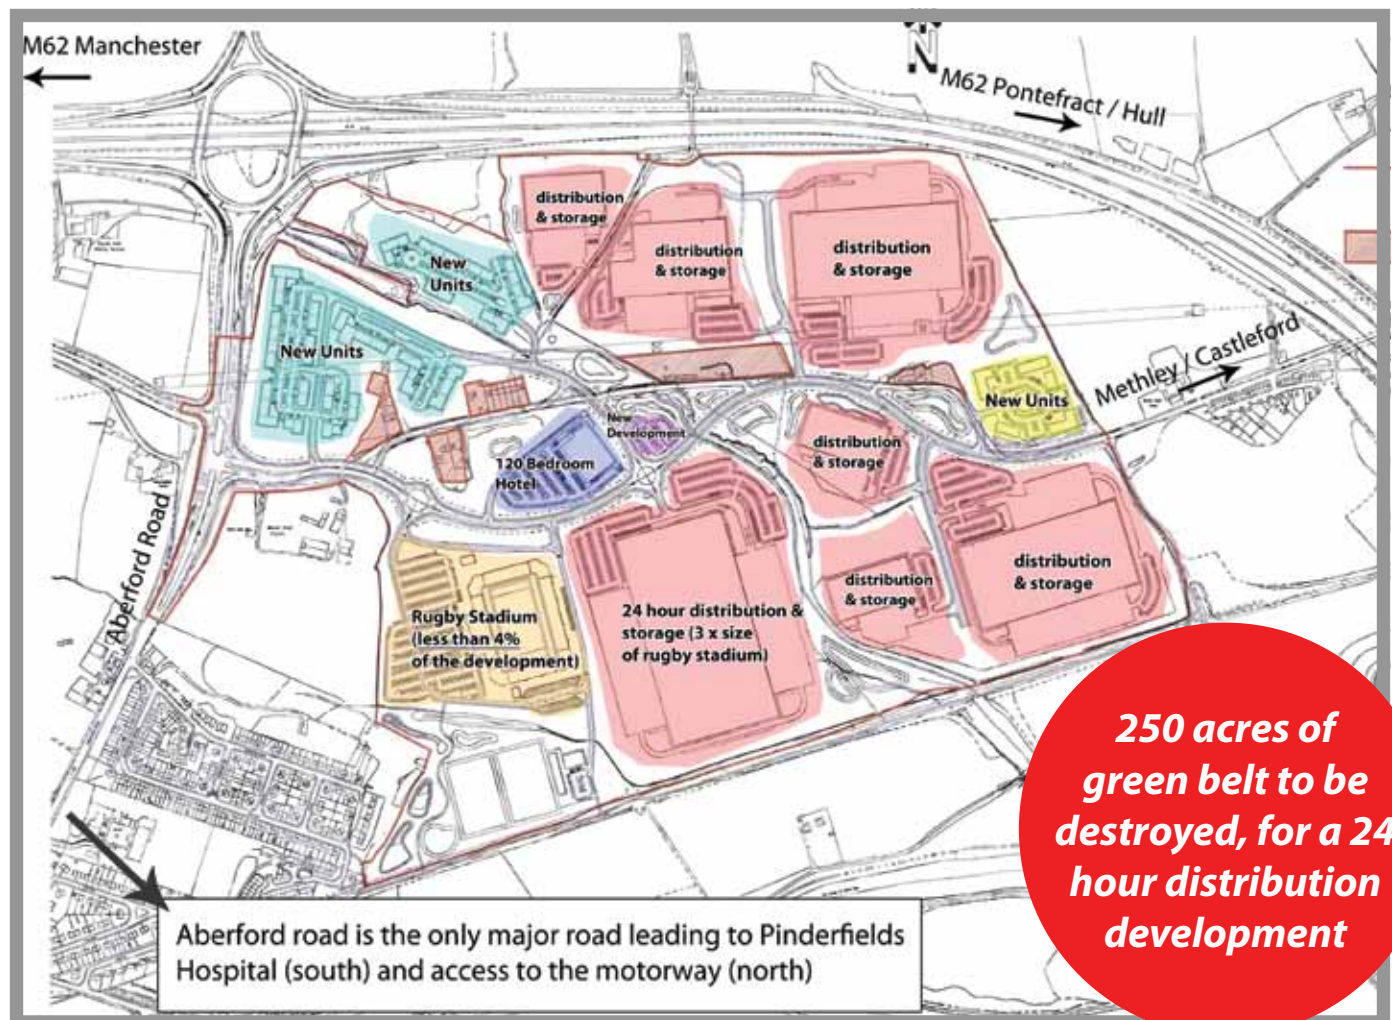 M62 Manchester
N
M62 Pontefract / Hull
distribution
& storage
distribution
& storage
distribution
& storage
New
Units
New Units
Methley / Castleford
New Units
New
Development
distribution
& storage
120 Bedroom
Hotel
Aberford Road
Rugby Stadium
(less than 4%
of the development)
24 hour distribution &
storage (3 x size
of rugby stadium)
distribution
& storage
distribution
& storage
250 acres of
green belt to be
destroyed, for a 24
hour distribution
development
Aberford road is the only major road leading to Pinderfields
Hospital (south) and access to the motorway (north)